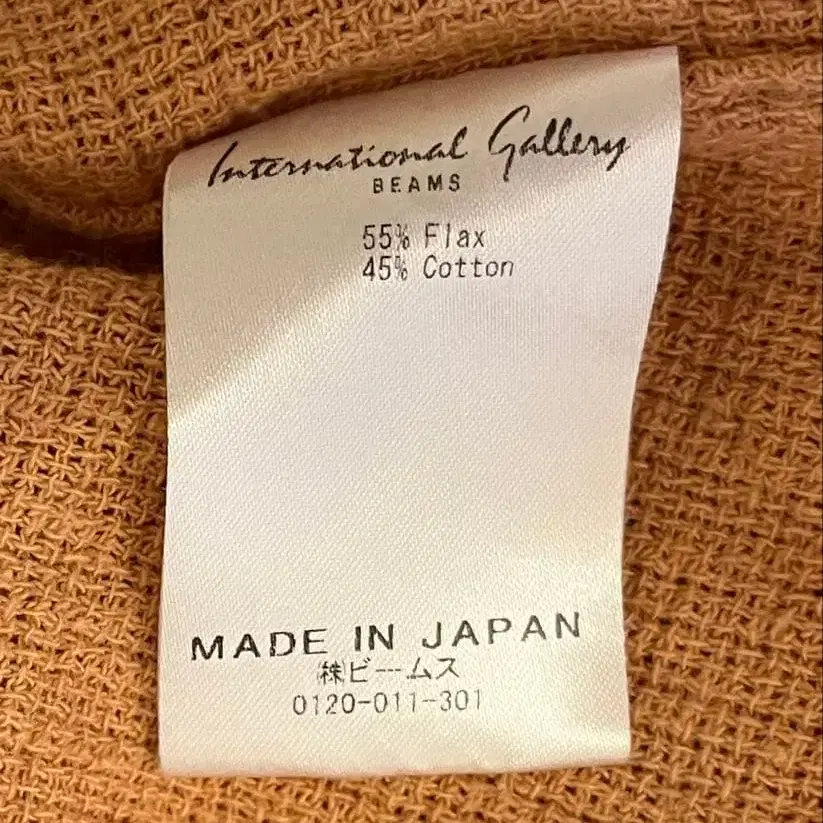 International Gallery
BEAMS
55% Flax
45% Cotton
MADE IN JAPAN
㈱ビームス
0120-011-301